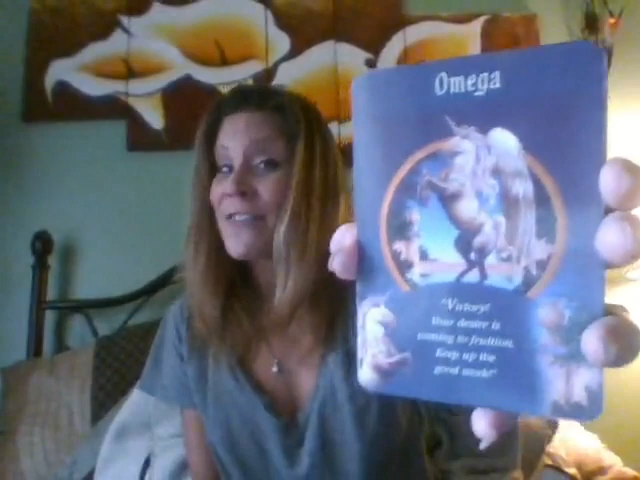 Omega
"Victory!
Your desire is
coming to fruition.
Keep up the
good work!"